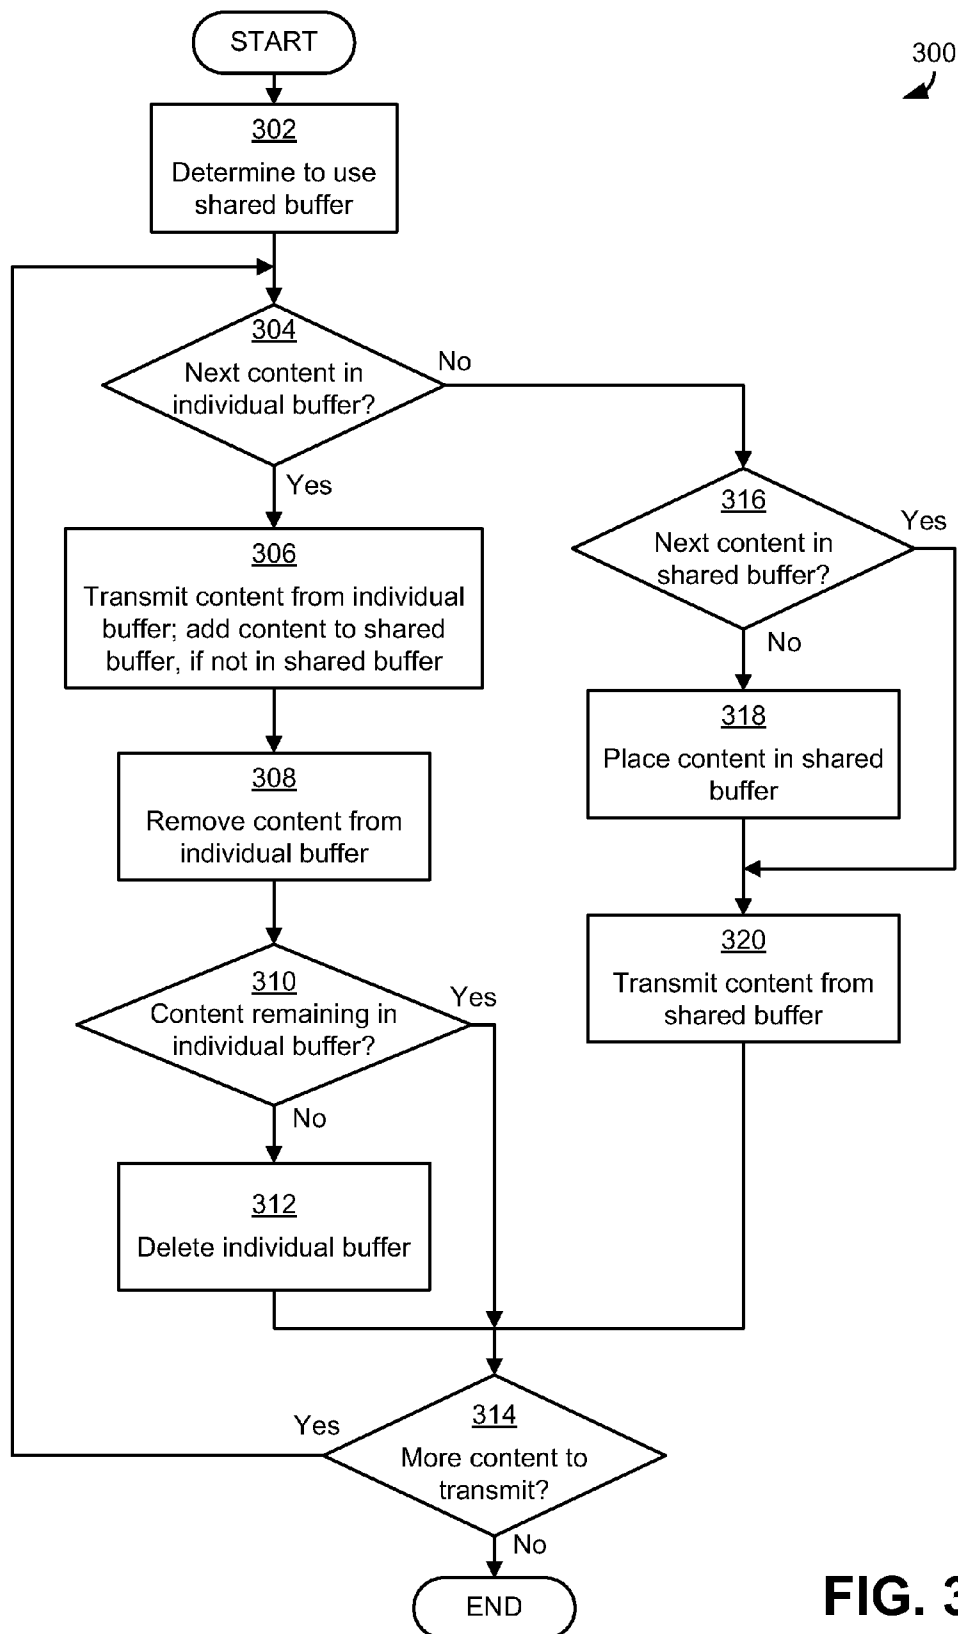 START
300
302
Determine to use
shared buffer
304
Next content in
individual buffer?
No
Yes
306
Transmit content from individual
buffer; add content to shared
buffer, if not in shared buffer
316
Next content in
shared buffer?
Yes
No
308
Remove content from
individual buffer
318
Place content in shared
buffer
310
Content remaining in
individual buffer?
Yes
No
320
Transmit content from
shared buffer
312
Delete individual buffer
314
More content to
transmit?
Yes
No
END
FIG. 3